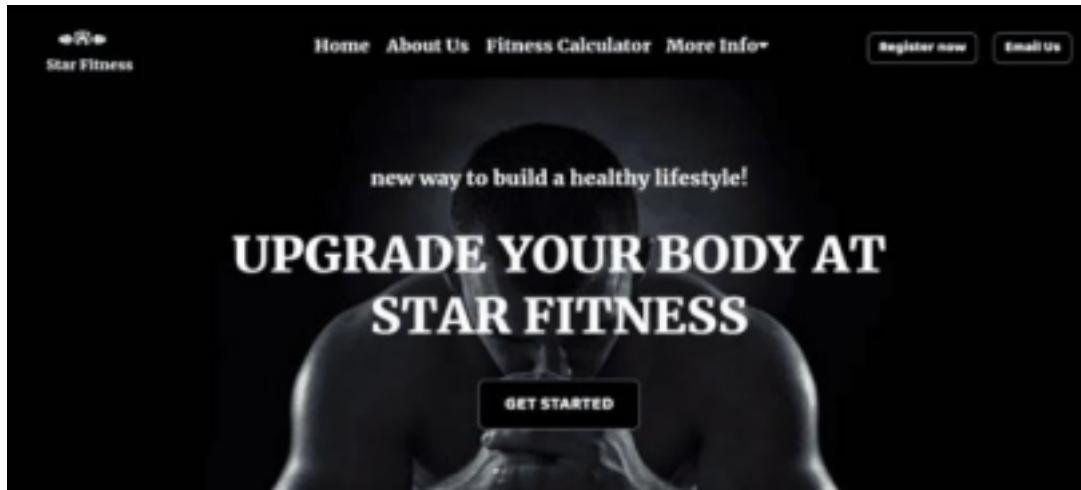 Star Fitness
Home About Us Fitness Calculator More Info
Register now
Email Us
new way to build a healthy lifestyle!
UPGRADE YOUR BODY AT
STAR FITNESS
GET STARTED